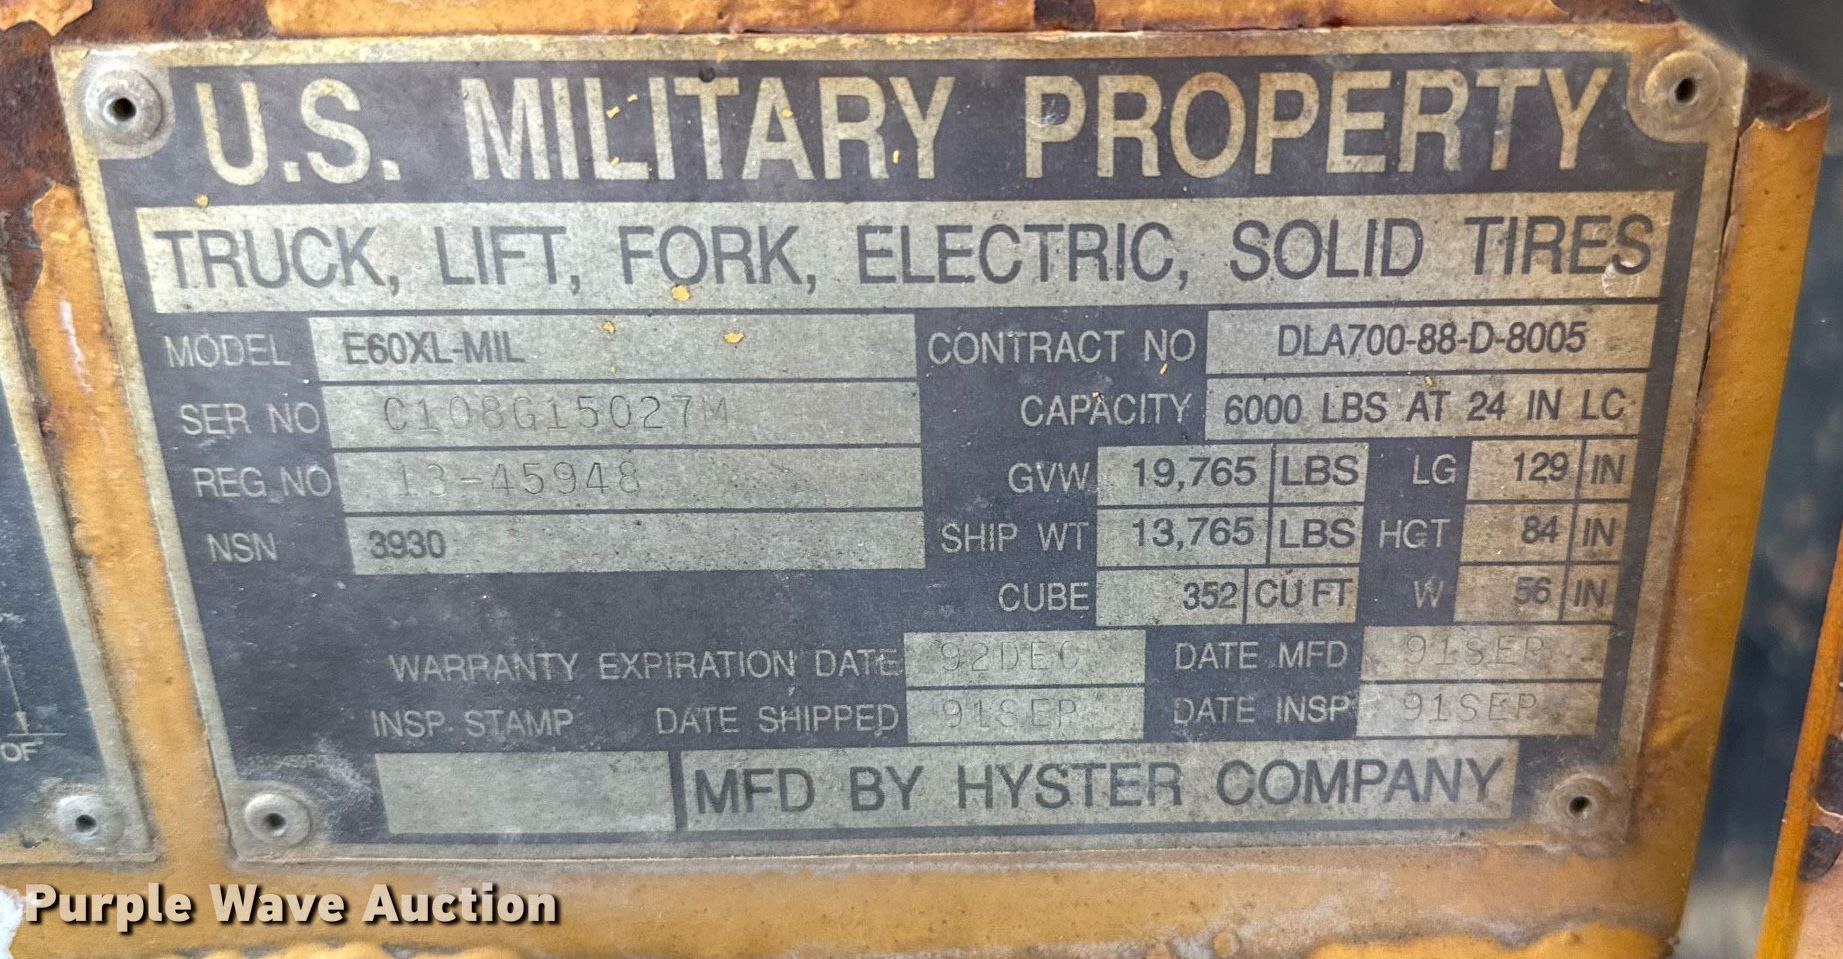 U.S. MILITARY PROPERTY
TRUCK, LIFT, FORK, ELECTRIC, SOLID TIRES
MODEL E60XL-MIL CONTRACT NO DLA700-88-D-8005
SER NO C108G15027M CAPACITY 6000 LBS AT 24 IN LC
REG NO 13-45948 GVW 19,765 LBS LG 129 IN
NSN 3930 SHIP WT 13,765 LBS HGT 84 IN
CUBE 352 CU FT W 56 IN
WARRANTY EXPIRATION DATE 92DEC DATE MFD 91SEP
INSP STAMP DATE SHIPPED 91SEP DATE INSP 91SEP
MFD BY HYSTER COMPANY
OF
Purple Wave Auction